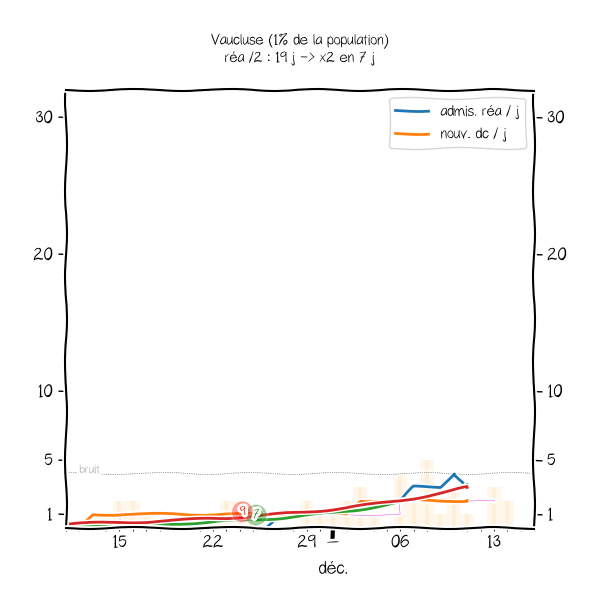 Vaucluse (1% de la population)
réa /2 : 19 j -> x2 en 7 j
admis. réa / j
nouv. dc / j
30 30
20 20
10 10
5 5
bruit
1 1
9 7
15 22 29 06 13
déc.